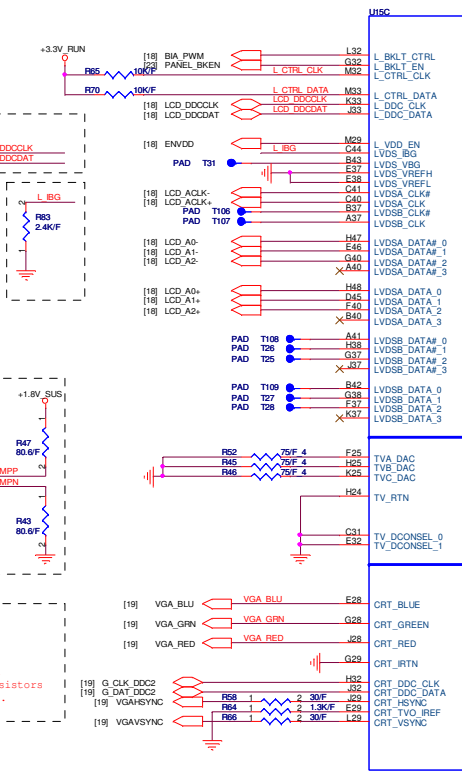 U15C
+3.3V_RUN
[18] BIA_PWM L32 L_BKLT_CTRL
[23] PANEL_BKEN G32 L_BKLT_EN
R65 10K/F L_CTRL_CLK M32 L_CTRL_CLK
R70 10K/F L_CTRL_DATA M33 L_CTRL_DATA
[18] LCD_DDCCLK LCD_DDCCLK K33 L_DDC_CLK
[18] LCD_DDCDAT LCD_DDCDAT J33 L_DDC_DATA
[18] ENVDD M29 L_VDD_EN
DDCCLK L_IBG C44 LVDS_IBG
DDCDAT PAD T31 B43 LVDS_VBG
E37 LVDS_VREFH
E38 LVDS_VREFL
[18] LCD_ACLK- C41 LVDSA_CLK#
[18] LCD_ACLK+ C40 LVDSA_CLK
L_IBG
PAD T106 B37 LVDSB_CLK#
PAD T107 A37 LVDSB_CLK
2
R83
2.4K/F
1
[18] LCD_A0- H47 LVDSA_DATA#_0
[18] LCD_A1- E46 LVDSA_DATA#_1
[18] LCD_A2- G40 LVDSA_DATA#_2
A40 LVDSA_DATA#_3
[18] LCD_A0+ H48 LVDSA_DATA_0
[18] LCD_A1+ D45 LVDSA_DATA_1
[18] LCD_A2+ F40 LVDSA_DATA_2
B40 LVDSA_DATA_3
PAD T108 A41 LVDSB_DATA#_0
PAD T26 H38 LVDSB_DATA#_1
PAD T25 G37 LVDSB_DATA#_2
J37 LVDSB_DATA#_3
PAD T109 B42 LVDSB_DATA_0
PAD T27 G38 LVDSB_DATA_1
PAD T28 F37 LVDSB_DATA_2
K37 LVDSB_DATA_3
+1.8V_SUS
1
R47
80.6/F
2
MPP
MPN
1
R43
80.6/F
2
R52 75/F_4 F25 TVA_DAC
R45 75/F_4 H25 TVB_DAC
R46 75/F_4 K25 TVC_DAC
H24 TV_RTN
C31 TV_DCONSEL_0
E32 TV_DCONSEL_1
[19] VGA_BLU VGA_BLU E28 CRT_BLUE
[19] VGA_GRN VGA_GRN G28 CRT_GREEN
[19] VGA_RED VGA_RED J28 CRT_RED
G29 CRT_IRTN
sistors
.
[19] G_CLK_DDC2 H32 CRT_DDC_CLK
[19] G_DAT_DDC2 J32 CRT_DDC_DATA
[19] VGAHSYNC R58 1 2 30/F J29 CRT_HSYNC
R64 1 2 1.3K/F E29 CRT_TVO_IREF
[19] VGAVSYNC R66 1 2 30/F L29 CRT_VSYNC